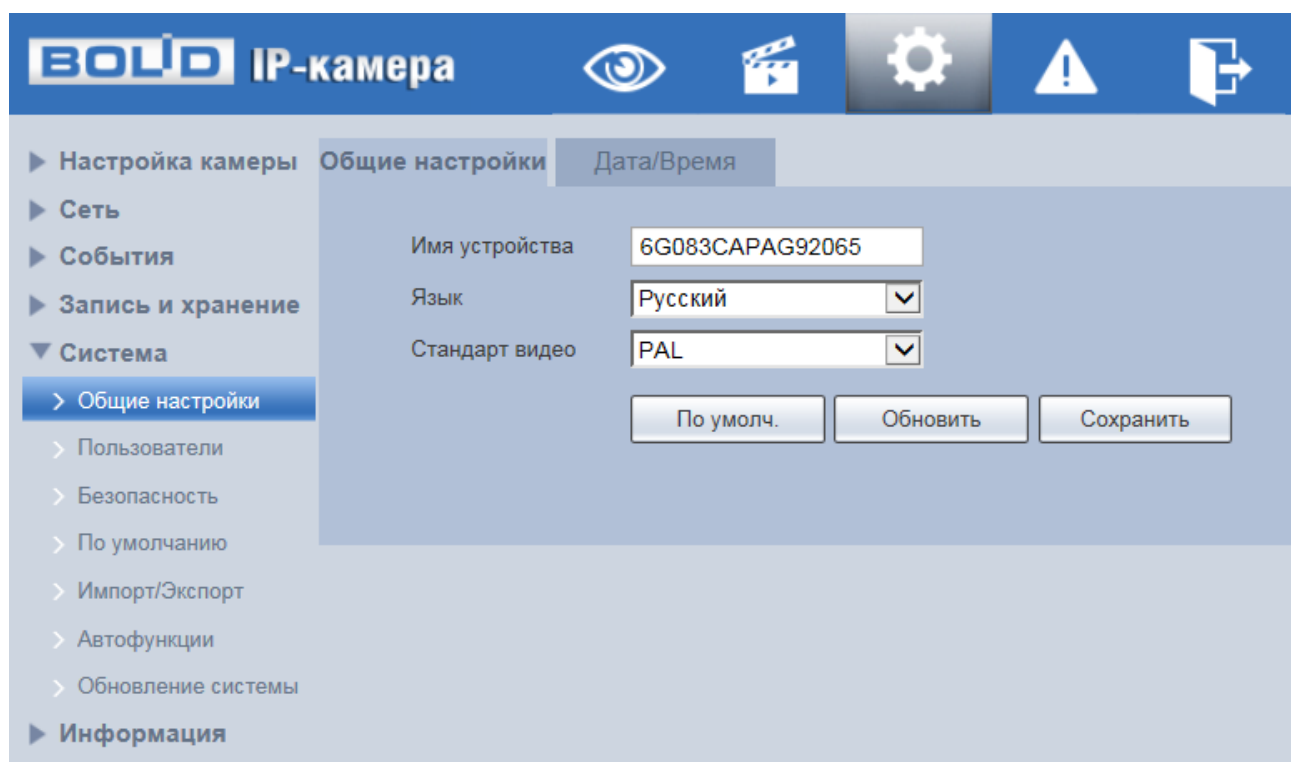 BOLID IP-камера
Настройка камеры
Сеть
События
Запись и хранение
Система
Общие настройки
Пользователи
Безопасность
По умолчанию
Импорт/Экспорт
Автофункции
Обновление системы
Информация
Общие настройки Дата/Время
Имя устройства 6G083CAPAG92065
Язык Русский
Стандарт видео PAL
По умолч. Обновить Сохранить